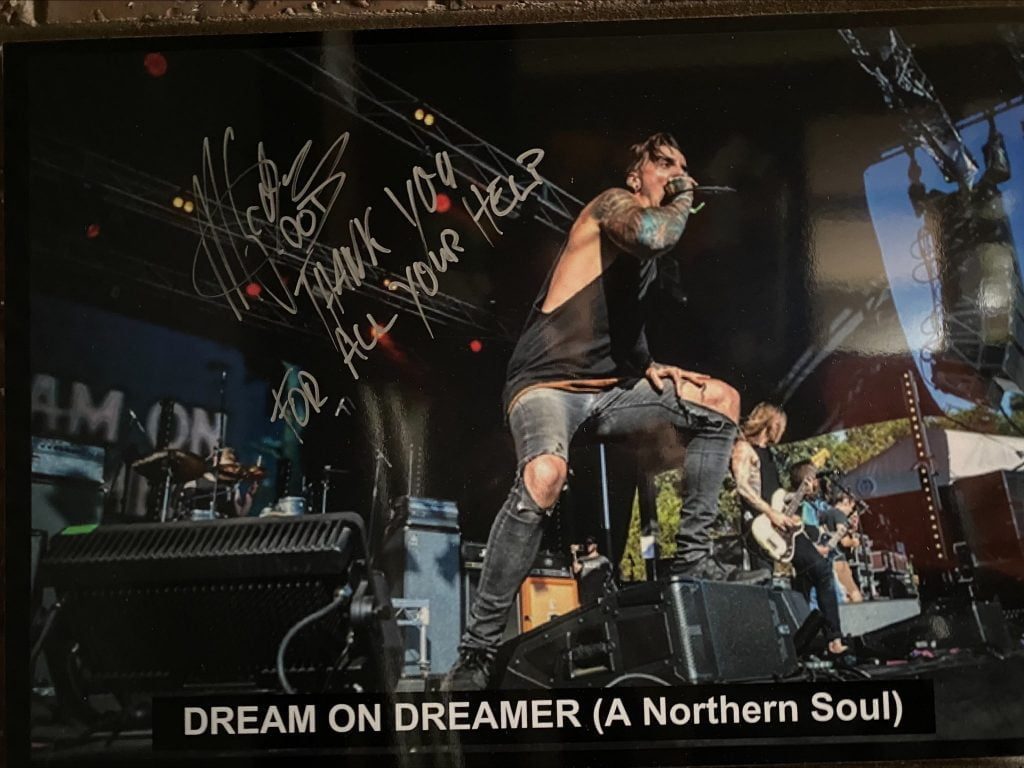 THANK YOU
FOR ALL YOUR HELP
AM ON
DREAM ON DREAMER (A Northern Soul)